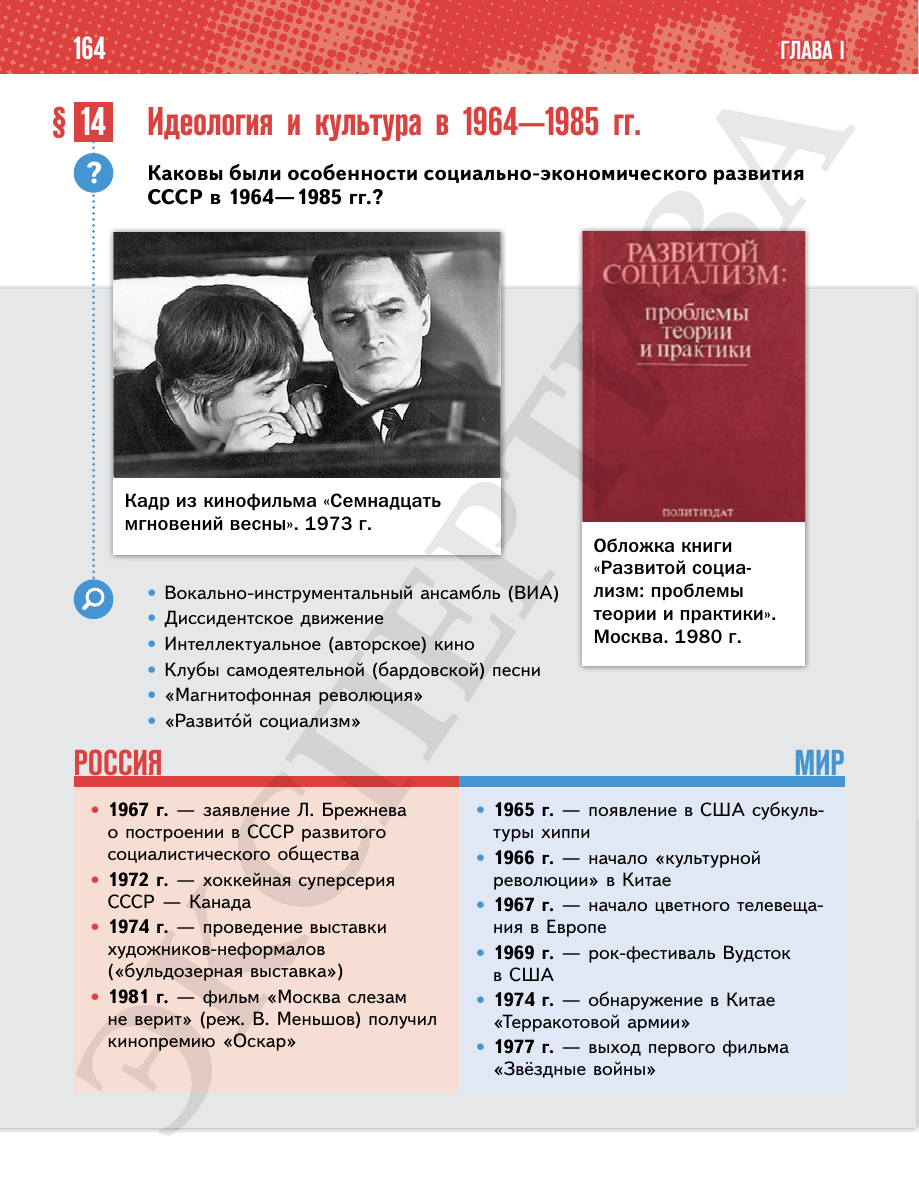 164
ГЛАВА I
§ 14
Идеология и культура в 1964—1985 гг.
?
Каковы были особенности социально-экономического развития
СССР в 1964—1985 гг.?
РАЗВИТОЙ
СОЦИАЛИЗМ:
проблемы
теории
и практики
ПОЛИТИЗДАТ
Кадр из кинофильма «Семнадцать
мгновений весны». 1973 г.
Обложка книги
«Развитой социа-
лизм: проблемы
теории и практики».
Москва. 1980 г.
• Вокально-инструментальный ансамбль (ВИА)
• Диссидентское движение
• Интеллектуальное (авторское) кино
• Клубы самодеятельной (бардовской) песни
• «Магнитофонная революция»
• «Развито́й социализм»
РОССИЯ
• 1967 г. — заявление Л. Брежнева
о построении в СССР развитого
социалистического общества
• 1972 г. — хоккейная суперсерия
СССР — Канада
• 1974 г. — проведение выставки
художников-неформалов
(«бульдозерная выставка»)
• 1981 г. — фильм «Москва слезам
не верит» (реж. В. Меньшов) получил
кинопремию «Оскар»
МИР
• 1965 г. — появление в США субкуль-
туры хиппи
• 1966 г. — начало «культурной
революции» в Китае
• 1967 г. — начало цветного телевеща-
ния в Европе
• 1969 г. — рок-фестиваль Вудсток
в США
• 1974 г. — обнаружение в Китае
«Терракотовой армии»
• 1977 г. — выход первого фильма
«Звёздные войны»
ЭКСПЕРТИЗА